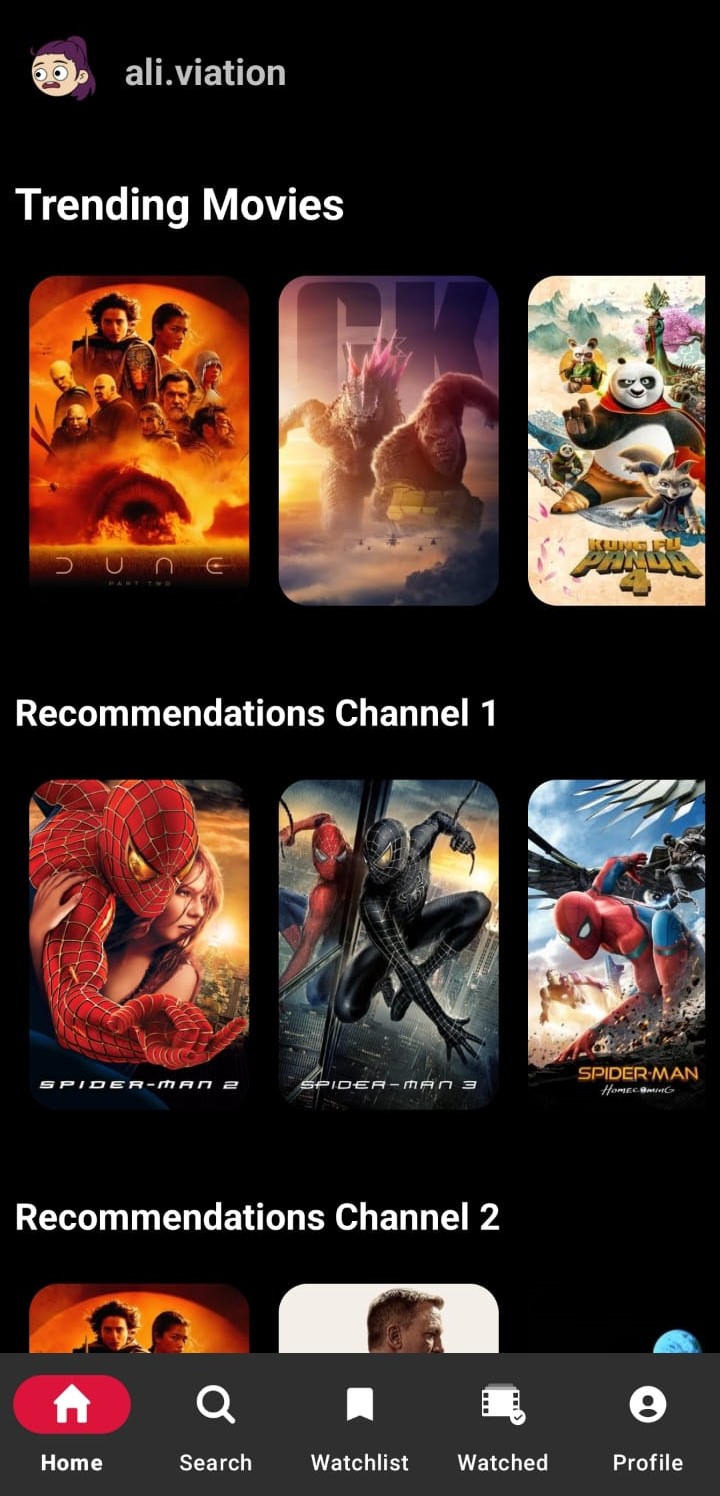 ali.viation
Trending Movies
DUNE
PART TWO
GK
KUNG FU
PANDA
4
Recommendations Channel 1
SPIDER-MAN 2
SPIDER-MAN 3
SPIDER-MAN
HOMECOMING
Recommendations Channel 2
Home
Search
Watchlist
Watched
Profile